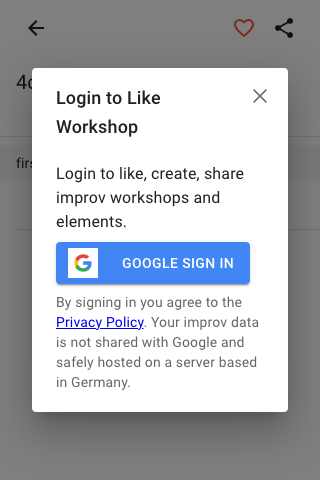 Login to Like
Workshop
Login to like, create, share
improv workshops and
elements.
GOOGLE SIGN IN
By signing in you agree to the
Privacy Policy. Your improv data
is not shared with Google and
safely hosted on a server based
in Germany.